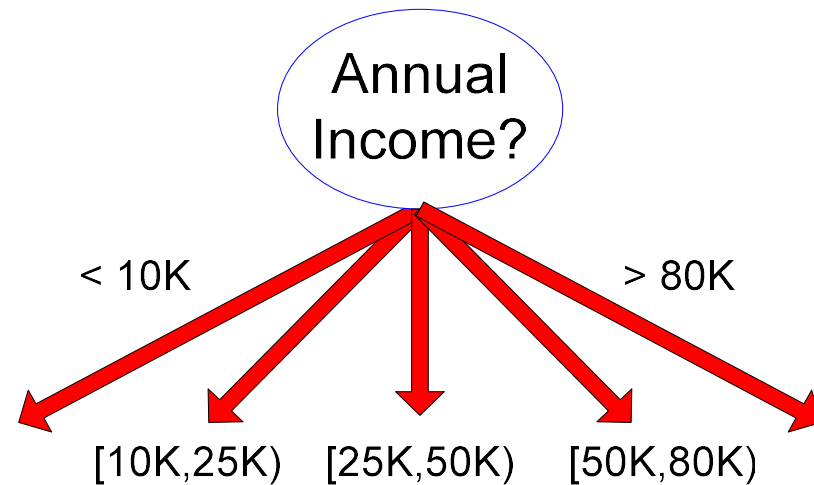 Annual
Income?
< 10K
> 80K
[10K,25K)
[25K,50K)
[50K,80K)